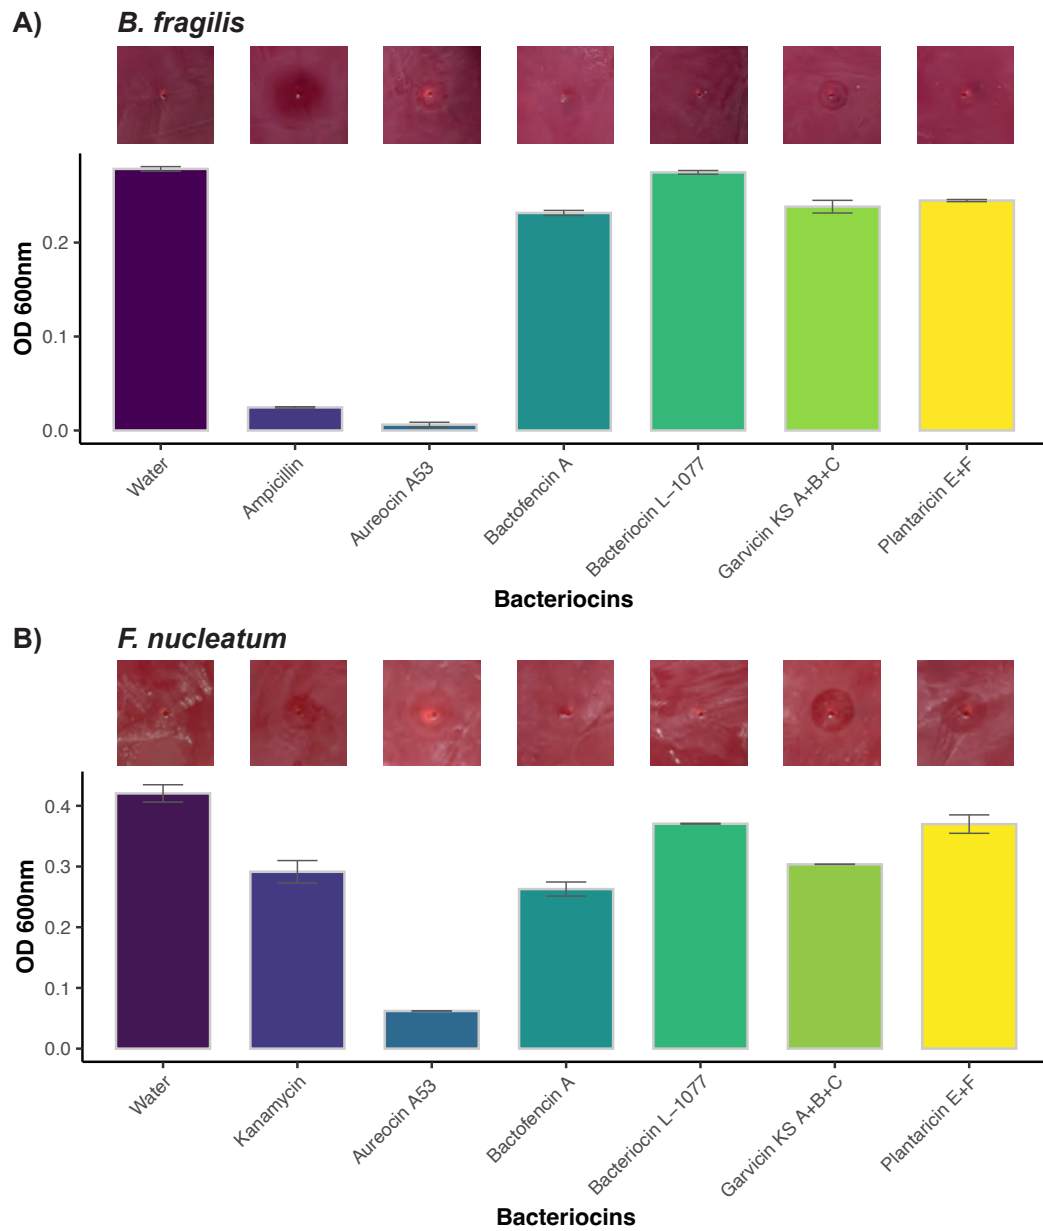 A) B. fragilis
OD 600nm
0.2
0.1
0.0
Water
Ampicillin
Aureocin A53
Bactofencin A
Bacteriocin L−1077
Garvicin KS A+B+C
Plantaricin E+F
Bacteriocins
B) F. nucleatum
OD 600nm
0.4
0.3
0.2
0.1
0.0
Water
Kanamycin
Aureocin A53
Bactofencin A
Bacteriocin L−1077
Garvicin KS A+B+C
Plantaricin E+F
Bacteriocins